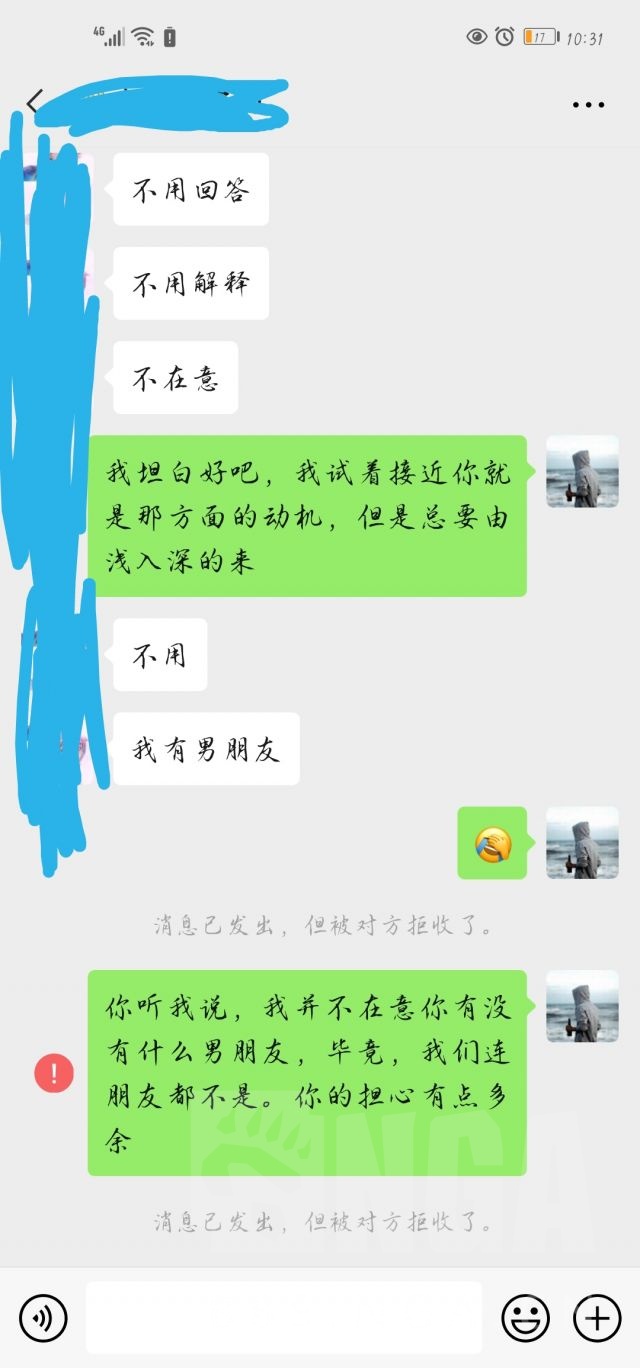 4G 17 10:31
不用回答
不用解释
不在意
我坦白好吧，我试着接近你就
是那方面的动机，但是总要由
浅入深的来
不用
我有男朋友
消息已发出，但被对方拒收了。
你听我说，我并不在意你有没
有什么男朋友，毕竟，我们连
朋友都不是。你的担心有点多
余
NGA
消息已发出，但被对方拒收了。